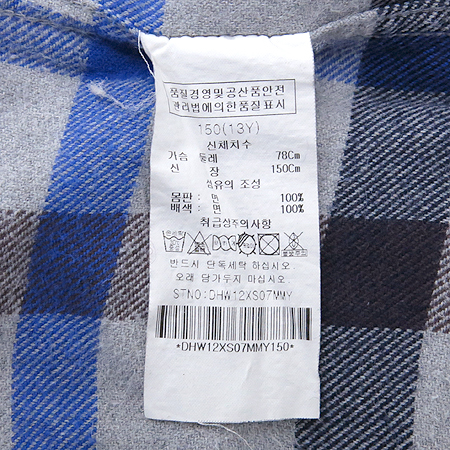 품질경영및공산품안전
관리법에의한품질표시
150(13Y)
신체치수
가슴 둘레 78Cm
신 장 150Cm
섬유의 조성
몸판 : 면 100%
배색 : 면 100%
취급상주의사항
반드시 단독세탁 하십시오.
오래 담가두지 마십시오.
STNO:DHW12XS07MMY
*DHW12XS07MMY150*